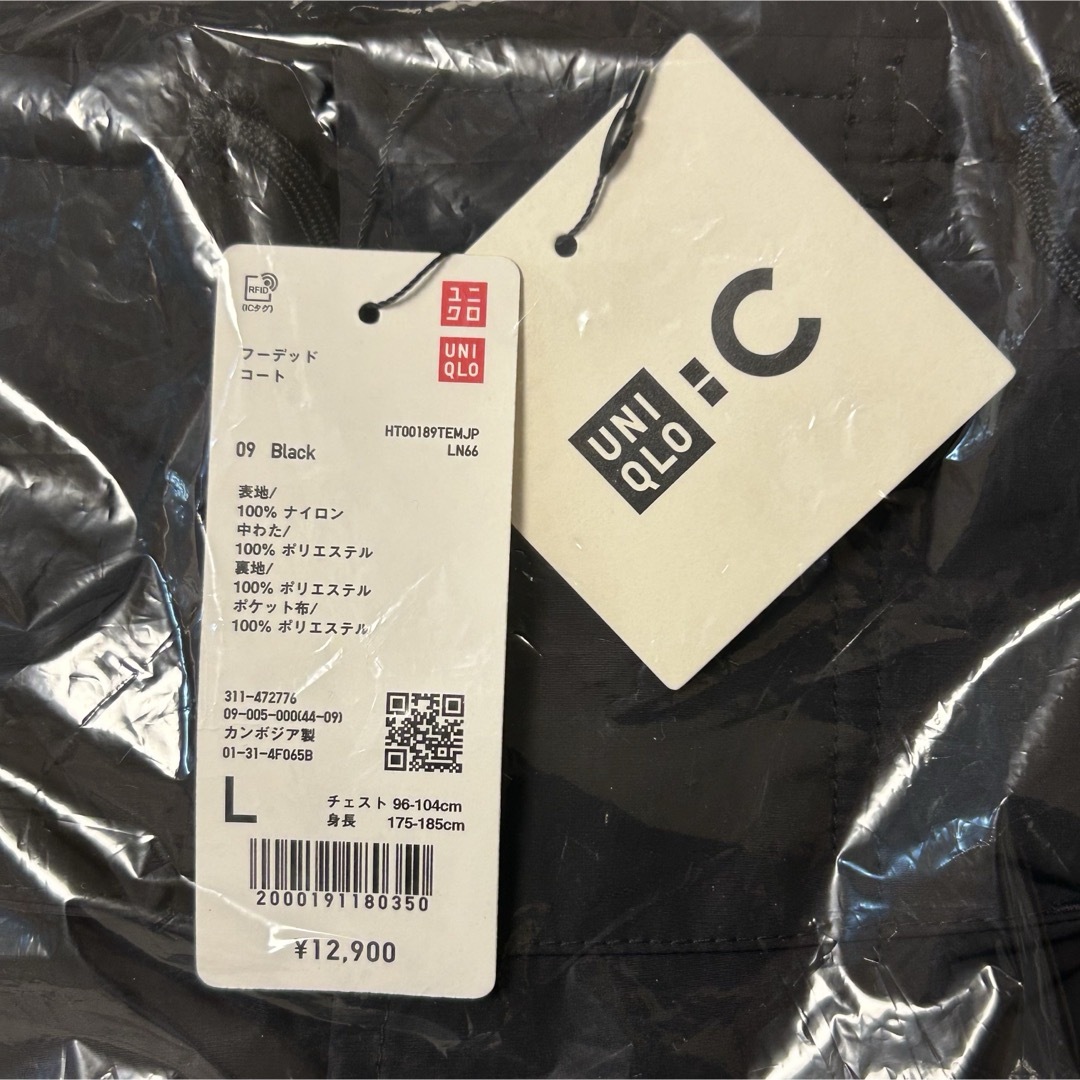 RFID
(ICタグ)
ユニ
クロ
UNI
QLO
フーデッド
コート
HT00189TEMJP
09 Black
LN66
表地/
100% ナイロン
中わた/
100% ポリエステル
裏地/
100% ポリエステル
ポケット布/
100% ポリエステル
311-472776
09-005-000(44-09)
カンボジア製
01-31-4F065B
L
チェスト 96-104cm
身長 175-185cm
2000191180350
¥12,900
UNI
QLO
:C